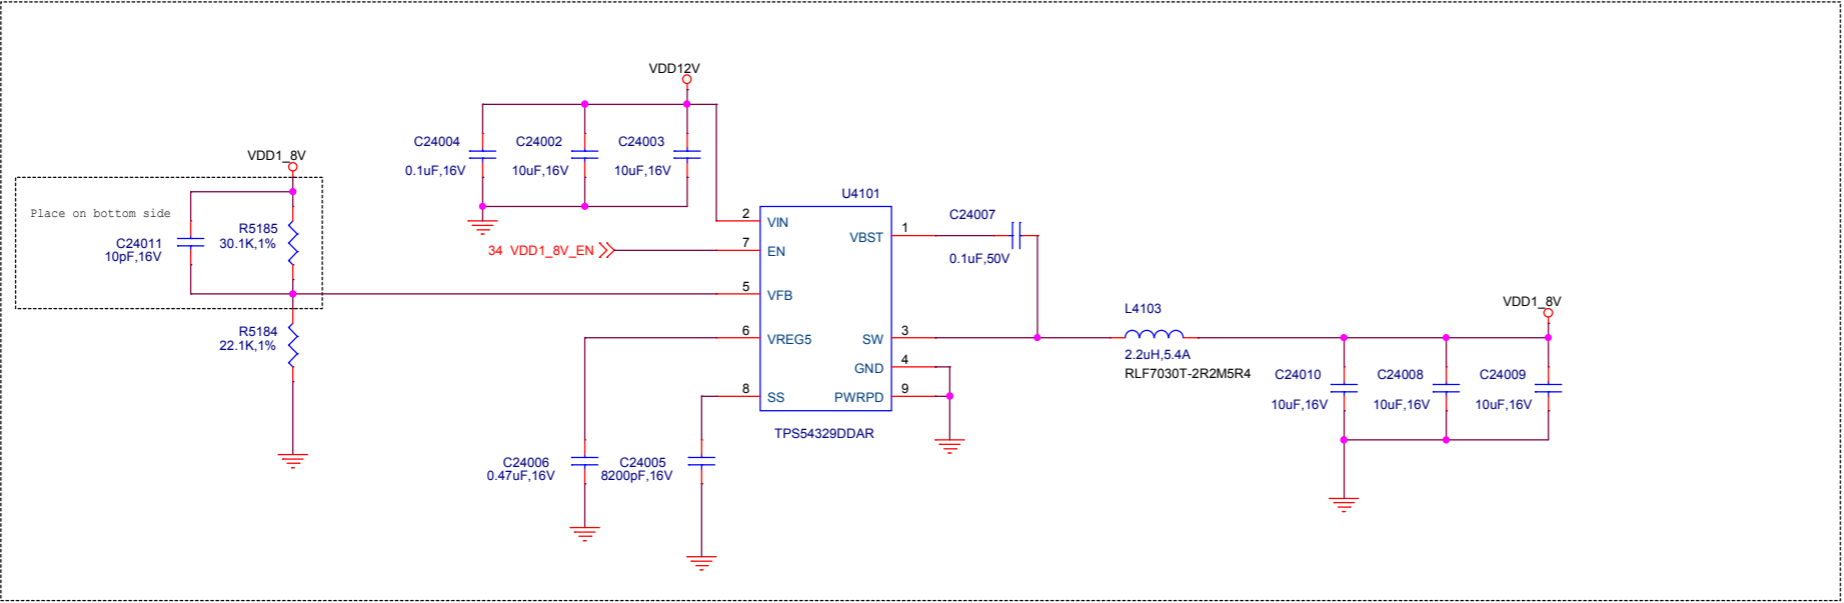 VDD12V
C24004
0.1uF,16V
C24002
10uF,16V
C24003
10uF,16V
VDD1_8V
Place on bottom side
C24011
10pF,16V
R5185
30.1K,1%
R5184
22.1K,1%
34 VDD1_8V_EN
U4101
2 VIN
7 EN
5 VFB
6 VREG5
8 SS
VBST 1
SW 3
GND 4
PWRPD 9
TPS54329DDAR
C24006
0.47uF,16V
C24005
8200pF,16V
C24007
0.1uF,50V
L4103
2.2uH,5.4A
RLF7030T-2R2M5R4
VDD1_8V
C24010
10uF,16V
C24008
10uF,16V
C24009
10uF,16V